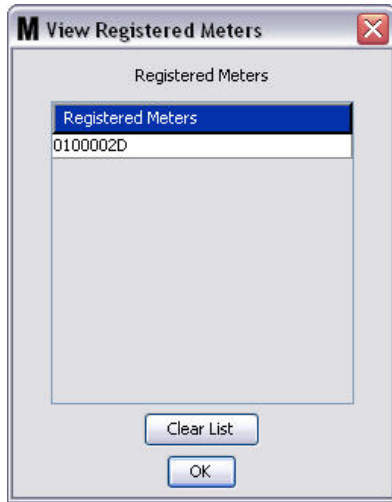 M View Registered Meters
Registered Meters
Registered Meters
0100002D
Clear List
OK